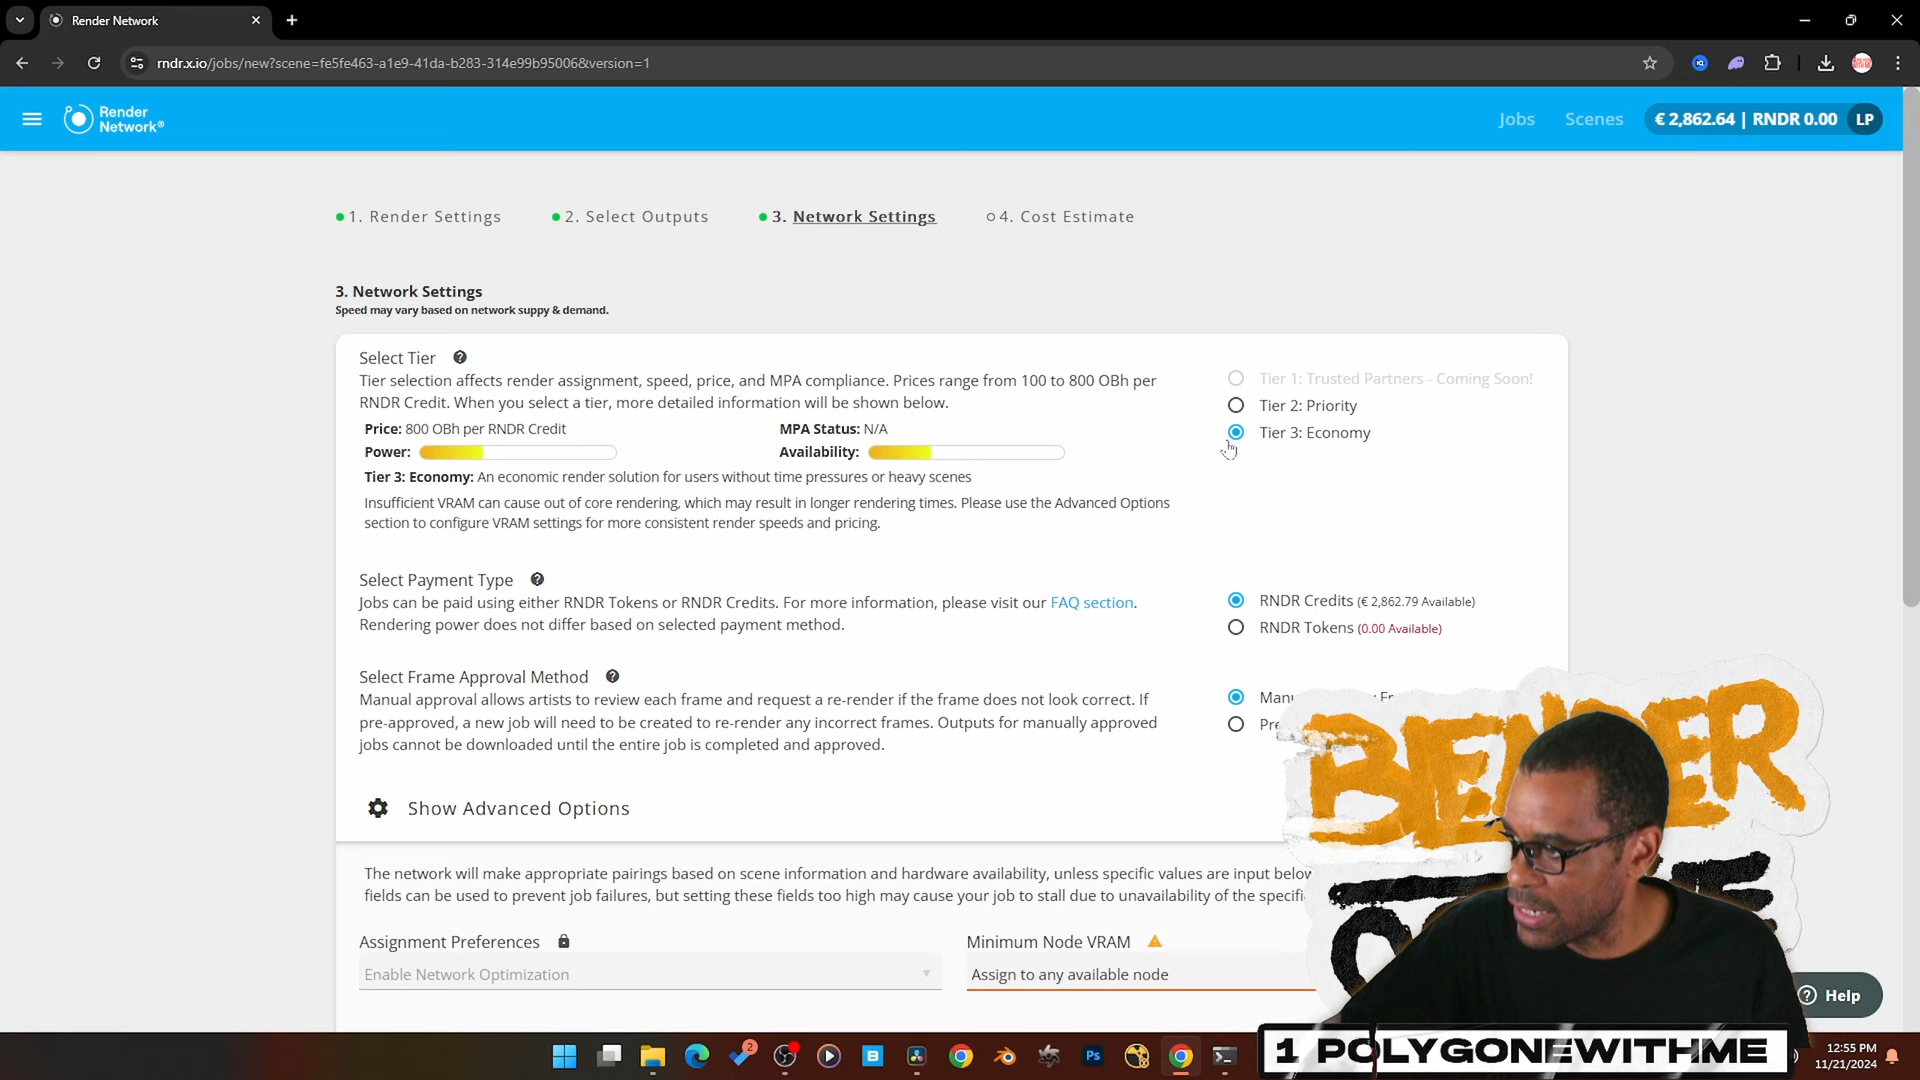 Render Network
rndr.x.io/jobs/new?scene=fe5fe463-a1e9-41da-b283-314e99b95006&version=1
Render
Network®
Jobs
Scenes
€ 2,862.64 | RNDR 0.00
LP
1. Render Settings
2. Select Outputs
3. Network Settings
4. Cost Estimate
3. Network Settings
Speed may vary based on network suppy & demand.
Select Tier
Tier selection affects render assignment, speed, price, and MPA compliance. Prices range from 100 to 800 OBh per
RNDR Credit. When you select a tier, more detailed information will be shown below.
Tier 1: Trusted Partners - Coming Soon!
Tier 2: Priority
Tier 3: Economy
Price: 800 OBh per RNDR Credit
MPA Status: N/A
Power:
Availability:
Tier 3: Economy: An economic render solution for users without time pressures or heavy scenes
Insufficient VRAM can cause out of core rendering, which may result in longer rendering times. Please use the Advanced Options
section to configure VRAM settings for more consistent render speeds and pricing.
Select Payment Type
Jobs can be paid using either RNDR Tokens or RNDR Credits. For more information, please visit our FAQ section.
Rendering power does not differ based on selected payment method.
RNDR Credits (€ 2,862.79 Available)
RNDR Tokens (0.00 Available)
Select Frame Approval Method
Manual approval allows artists to review each frame and request a re-render if the frame does not look correct. If
pre-approved, a new job will need to be created to re-render any incorrect frames. Outputs for manually approved
jobs cannot be downloaded until the entire job is completed and approved.
Show Advanced Options
The network will make appropriate pairings based on scene information and hardware availability, unless specific values are input below
fields can be used to prevent job failures, but setting these fields too high may cause your job to stall due to unavailability of the specifi
Assignment Preferences
Enable Network Optimization
Minimum Node VRAM
Assign to any available node
Help
1 POLYGONEWITHME
2
B
Ps
12:55 PM
11/21/2024